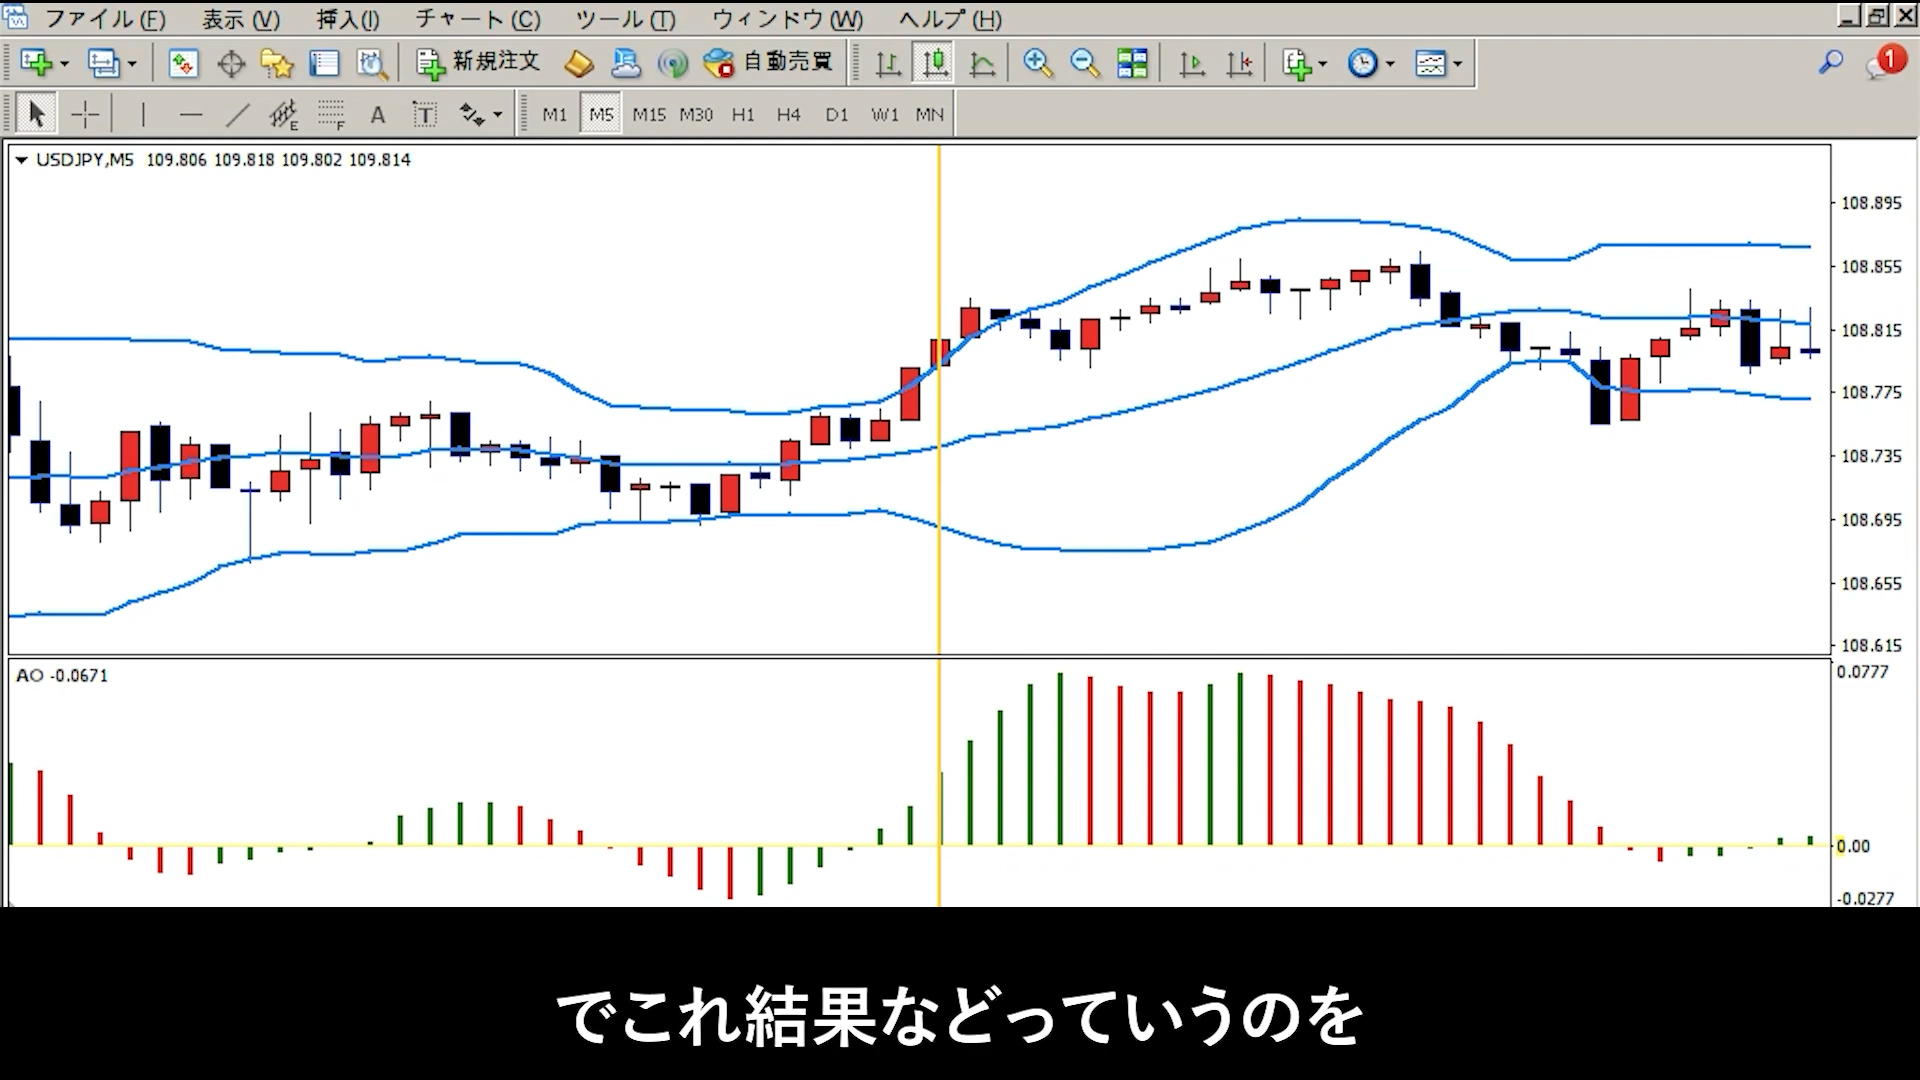 ファイル (F) 表示 (V) 挿入(I) チャート (C) ツール (T) ウィンドウ (W) ヘルプ (H)
新規注文 自動売買 1
E F A T M1 M5 M15 M30 H1 H4 D1 W1 MN
USDJPY,M5 109.806 109.818 109.802 109.814
108.895
108.855
108.815
108.775
108.735
108.695
108.655
108.615
AO -0.0671
0.0777
0.00
-0.0277
でこれ結果などっていうのを